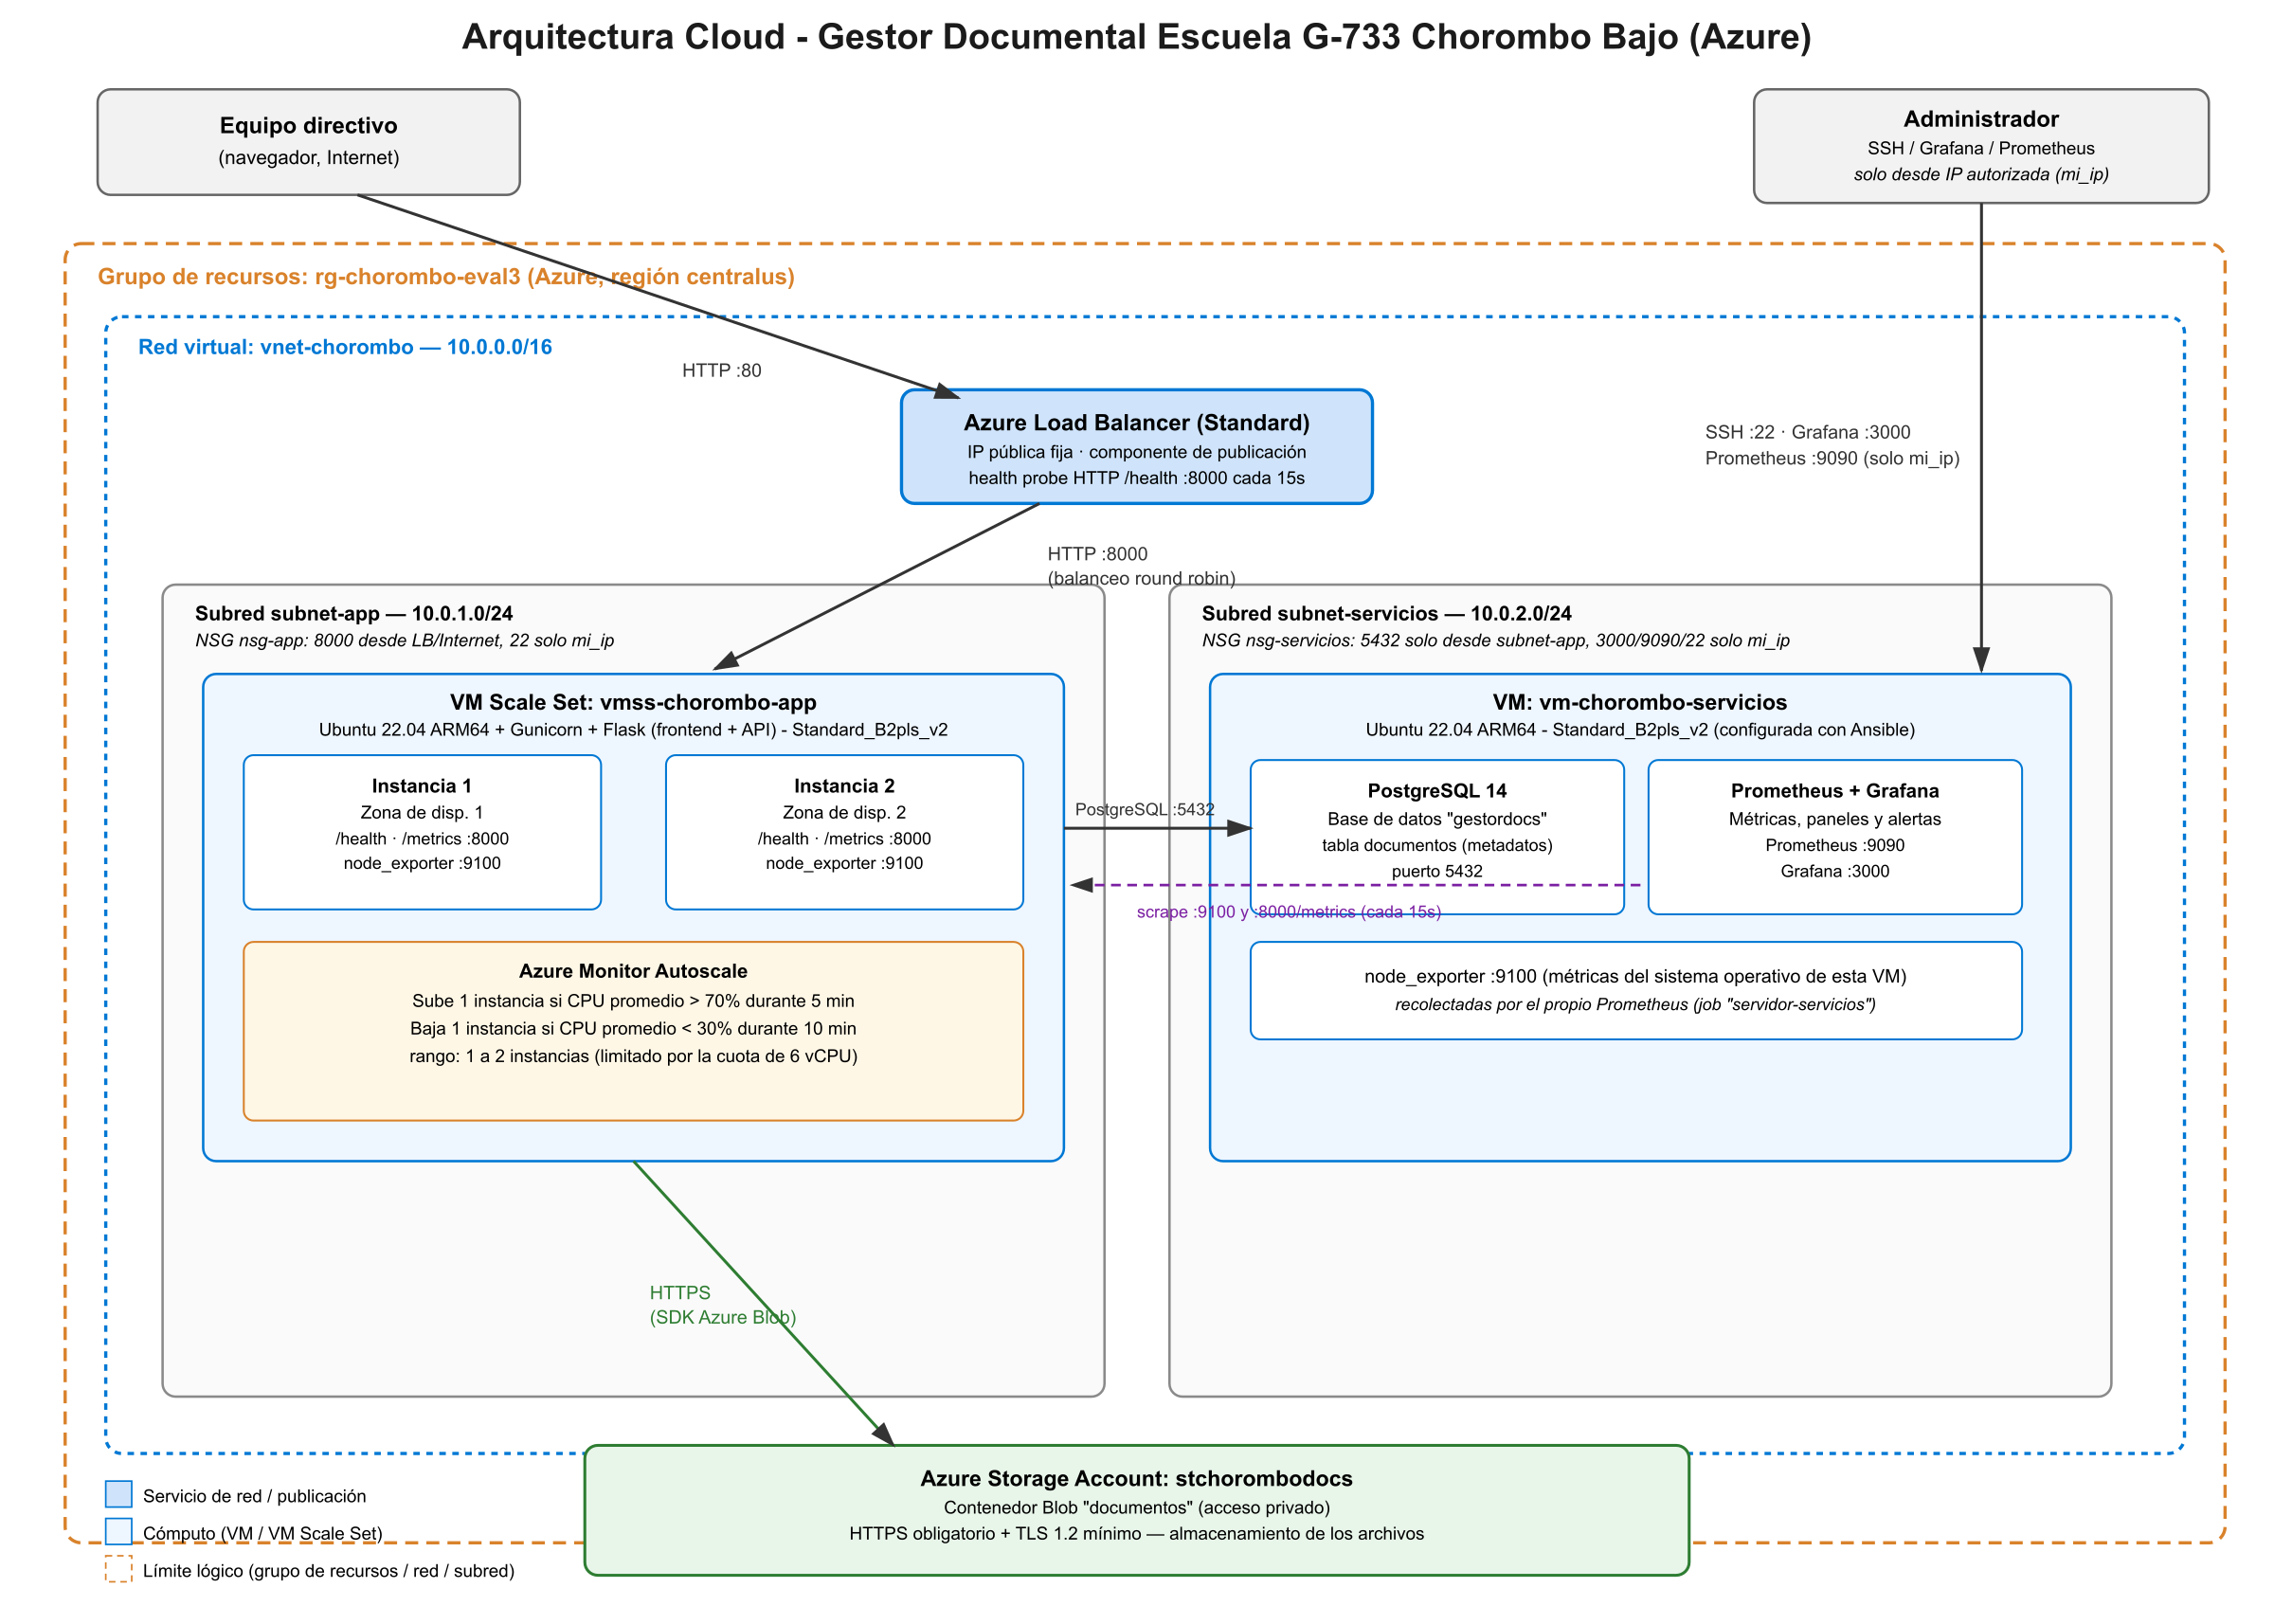 Arquitectura Cloud - Gestor Documental Escuela G-733 Chorombo Bajo (Azure)
Equipo directivo
(navegador, Internet)
Administrador
SSH / Grafana / Prometheus
solo desde IP autorizada (mi_ip)
Grupo de recursos: rg-chorombo-eval3 (Azure, región centralus)
Red virtual: vnet-chorombo — 10.0.0.0/16
HTTP :80
Azure Load Balancer (Standard)
IP pública fija · componente de publicación
health probe HTTP /health :8000 cada 15s
SSH :22 · Grafana :3000
Prometheus :9090 (solo mi_ip)
HTTP :8000
(balanceo round robin)
Subred subnet-app — 10.0.1.0/24
NSG nsg-app: 8000 desde LB/Internet, 22 solo mi_ip
VM Scale Set: vmss-chorombo-app
Ubuntu 22.04 ARM64 + Gunicorn + Flask (frontend + API) - Standard_B2pls_v2
Instancia 1
Zona de disp. 1
/health · /metrics :8000
node_exporter :9100
Instancia 2
Zona de disp. 2
/health · /metrics :8000
node_exporter :9100
Azure Monitor Autoscale
Sube 1 instancia si CPU promedio > 70% durante 5 min
Baja 1 instancia si CPU promedio < 30% durante 10 min
rango: 1 a 2 instancias (limitado por la cuota de 6 vCPU)
PostgreSQL :5432
scrape :9100 y :8000/metrics (cada 15s)
Subred subnet-servicios — 10.0.2.0/24
NSG nsg-servicios: 5432 solo desde subnet-app, 3000/9090/22 solo mi_ip
VM: vm-chorombo-servicios
Ubuntu 22.04 ARM64 - Standard_B2pls_v2 (configurada con Ansible)
PostgreSQL 14
Base de datos "gestordocs"
tabla documentos (metadatos)
puerto 5432
Prometheus + Grafana
Métricas, paneles y alertas
Prometheus :9090
Grafana :3000
node_exporter :9100 (métricas del sistema operativo de esta VM)
recolectadas por el propio Prometheus (job "servidor-servicios")
HTTPS
(SDK Azure Blob)
Azure Storage Account: stchorombodocs
Contenedor Blob "documentos" (acceso privado)
HTTPS obligatorio + TLS 1.2 mínimo — almacenamiento de los archivos
Servicio de red / publicación
Cómputo (VM / VM Scale Set)
Límite lógico (grupo de recursos / red / subred)